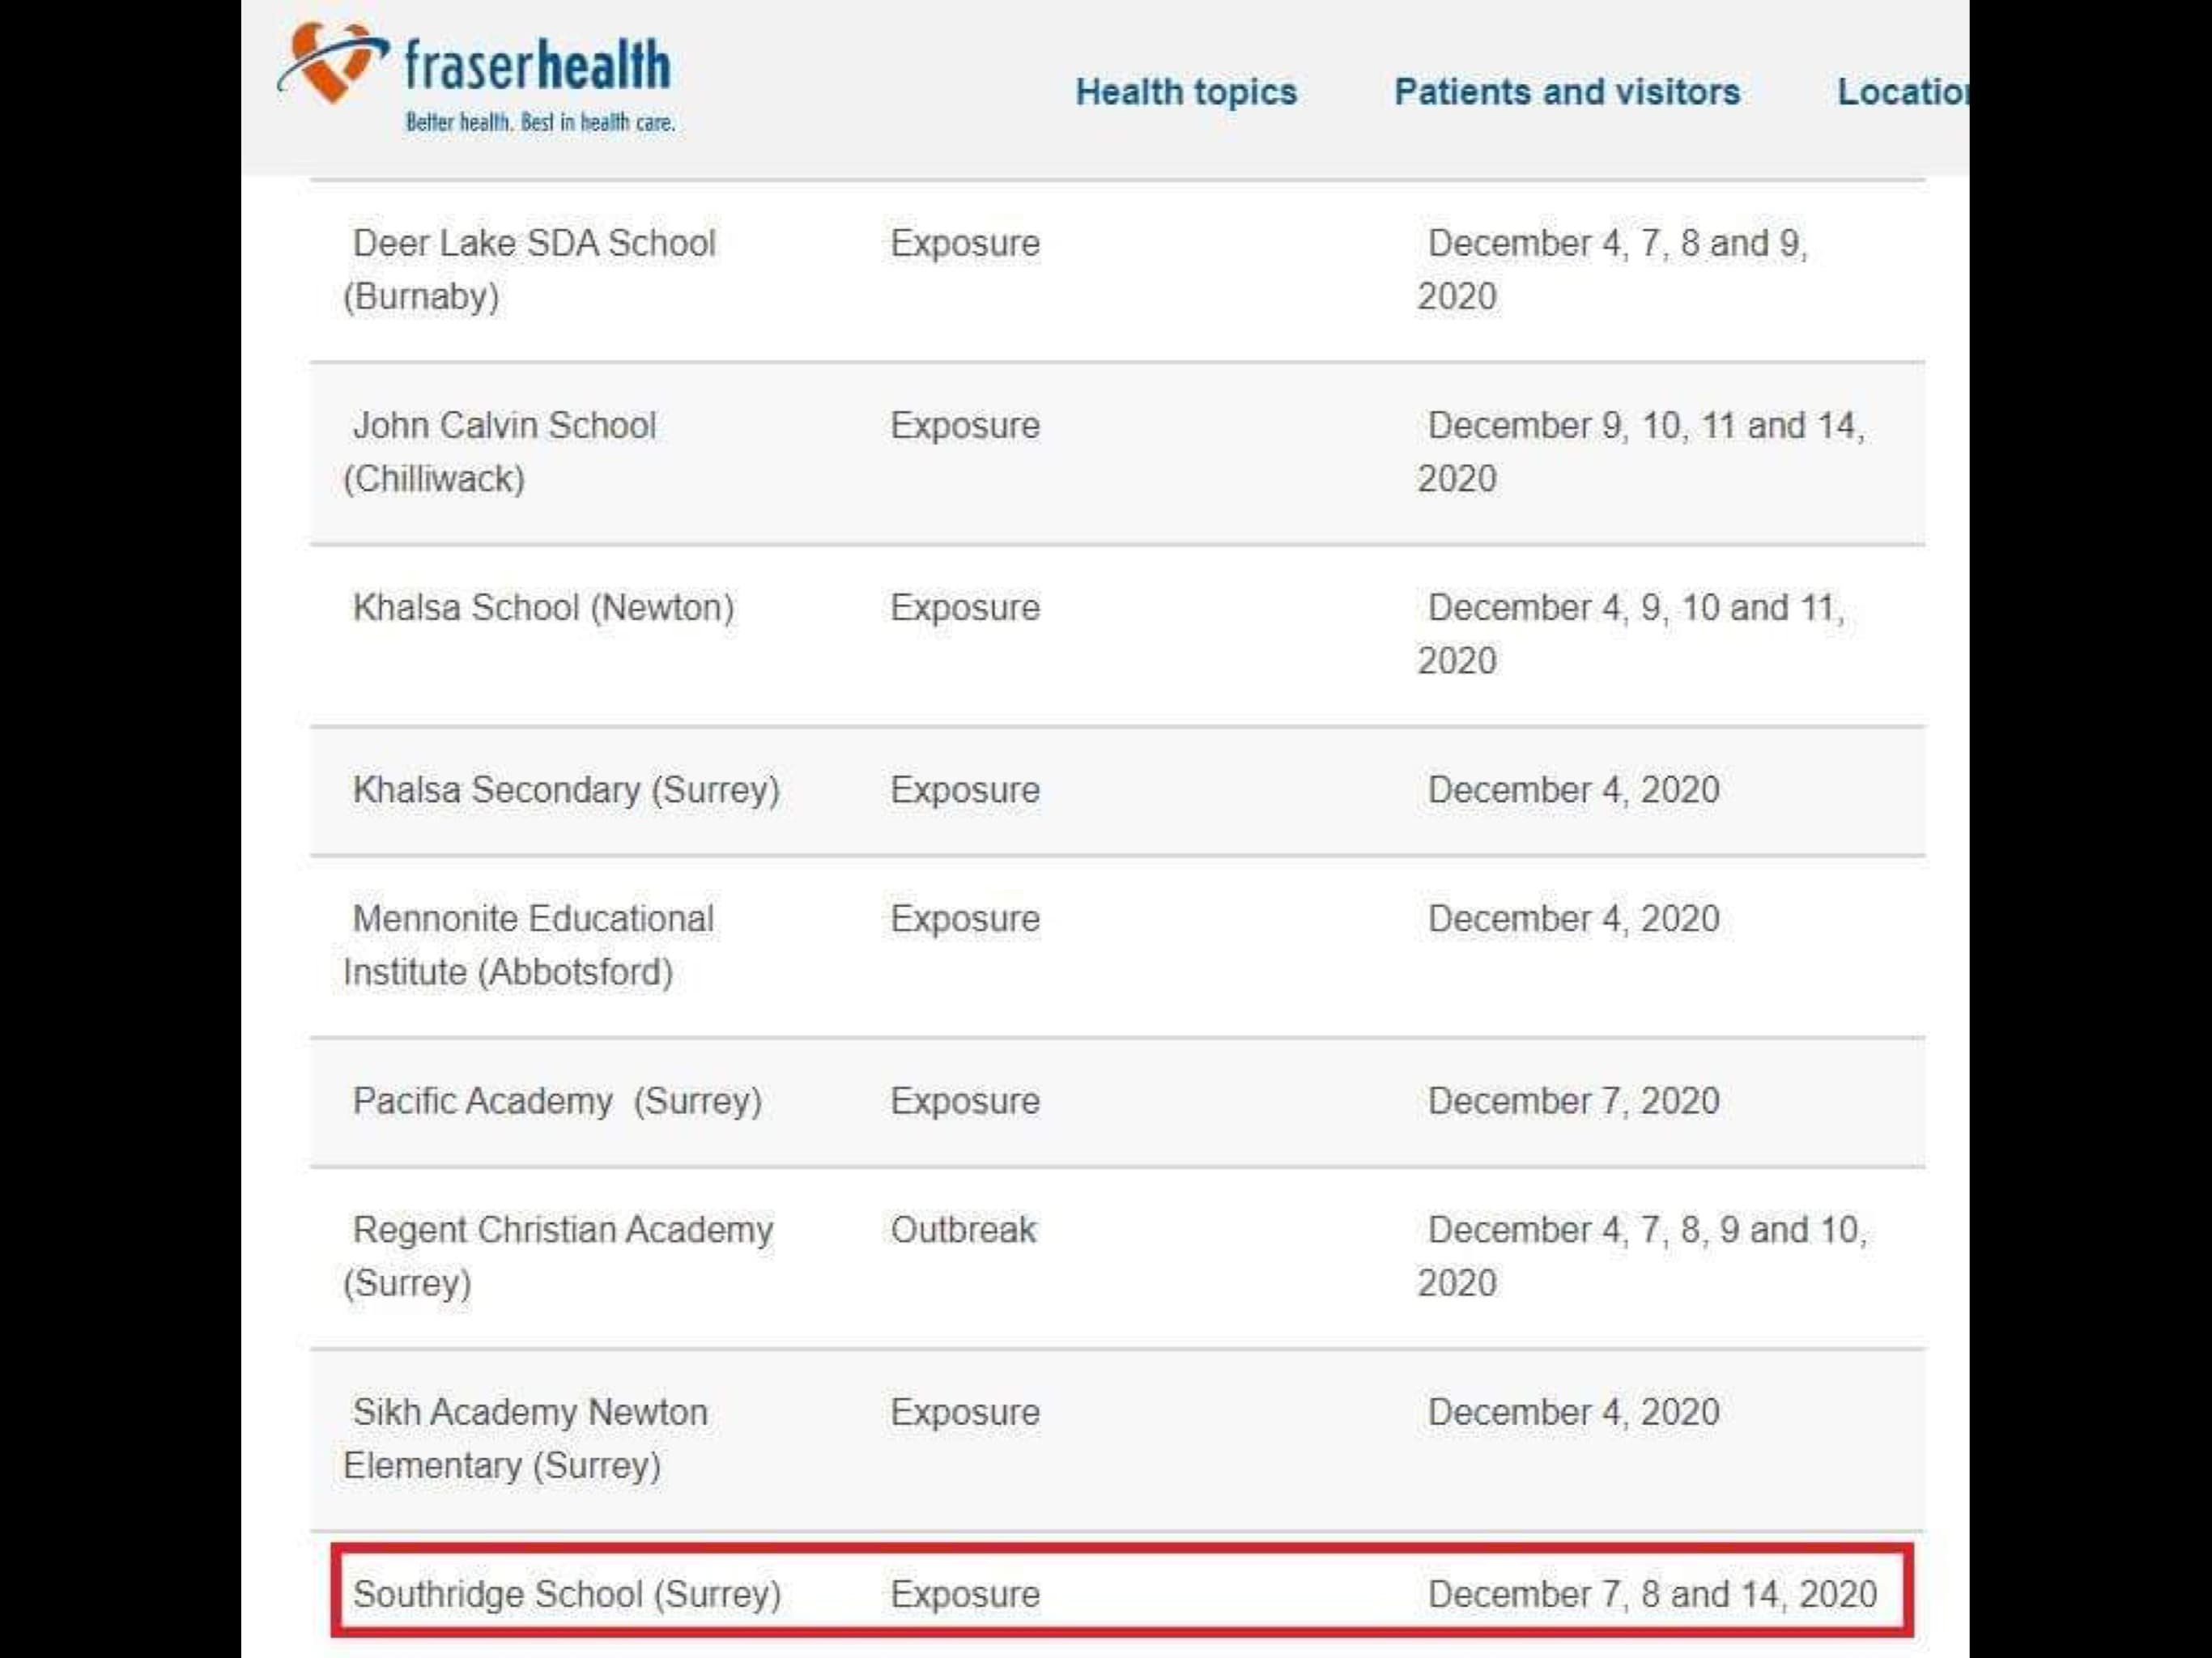 fraserhealth
Better health. Best in health care.
Health topics Patients and visitors Location
Deer Lake SDA School Exposure December 4, 7, 8 and 9,
(Burnaby) 2020
John Calvin School Exposure December 9, 10, 11 and 14,
(Chilliwack) 2020
Khalsa School (Newton) Exposure December 4, 9, 10 and 11,
2020
Khalsa Secondary (Surrey) Exposure December 4, 2020
Mennonite Educational Exposure December 4, 2020
Institute (Abbotsford)
Pacific Academy (Surrey) Exposure December 7, 2020
Regent Christian Academy Outbreak December 4, 7, 8, 9 and 10,
(Surrey) 2020
Sikh Academy Newton Exposure December 4, 2020
Elementary (Surrey)
Southridge School (Surrey) Exposure December 7, 8 and 14, 2020